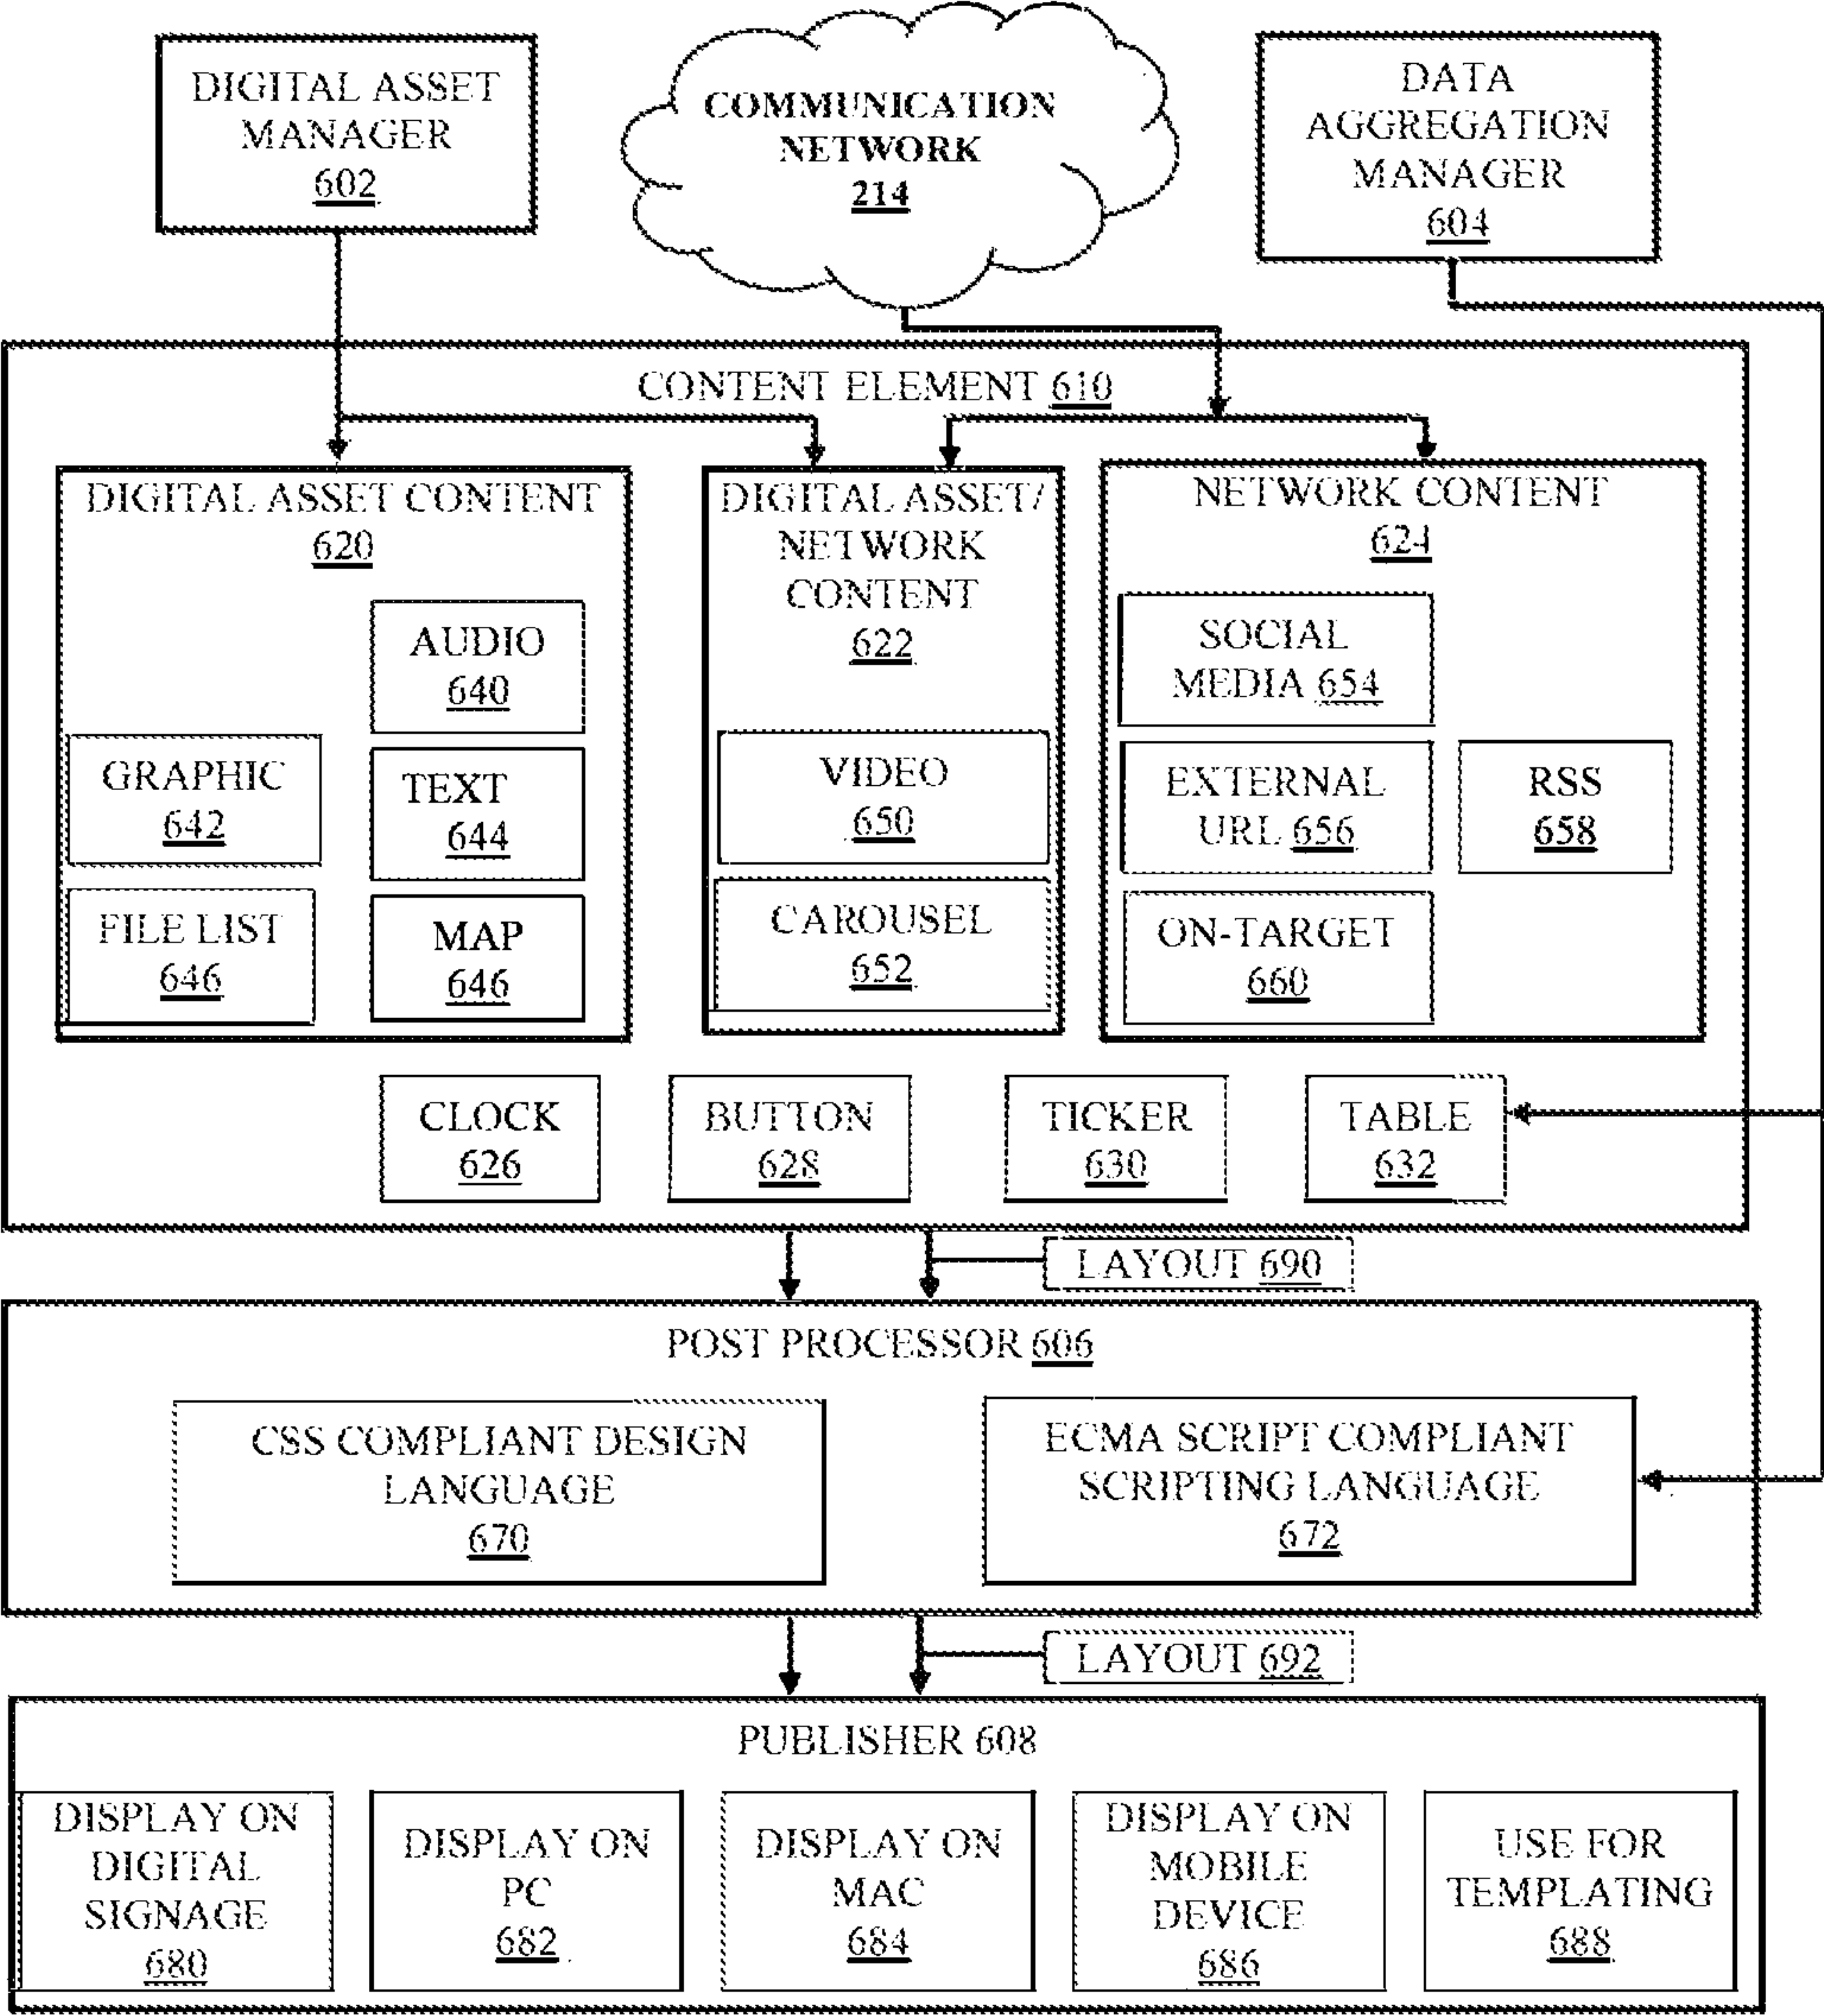 DIGITAL ASSET
MANAGER
602
COMMUNICATION
NETWORK
214
DATA
AGGREGATION
MANAGER
604
CONTENT ELEMENT 610
DIGITAL ASSET CONTENT
620
AUDIO
640
GRAPHIC
642
TEXT
644
FILE LIST
646
MAP
646
DIGITAL ASSET/
NETWORK
CONTENT
622
VIDEO
650
CAROUSEL
652
NETWORK CONTENT
624
SOCIAL
MEDIA 654
EXTERNAL
URL 656
RSS
658
ON-TARGET
660
CLOCK
626
BUTTON
628
TICKER
630
TABLE
632
LAYOUT 690
POST PROCESSOR 606
CSS COMPLIANT DESIGN
LANGUAGE
670
ECMA SCRIPT COMPLIANT
SCRIPTING LANGUAGE
672
LAYOUT 692
PUBLISHER 608
DISPLAY ON
DIGITAL
SIGNAGE
680
DISPLAY ON
PC
682
DISPLAY ON
MAC
684
DISPLAY ON
MOBILE
DEVICE
686
USE FOR
TEMPLATING
688